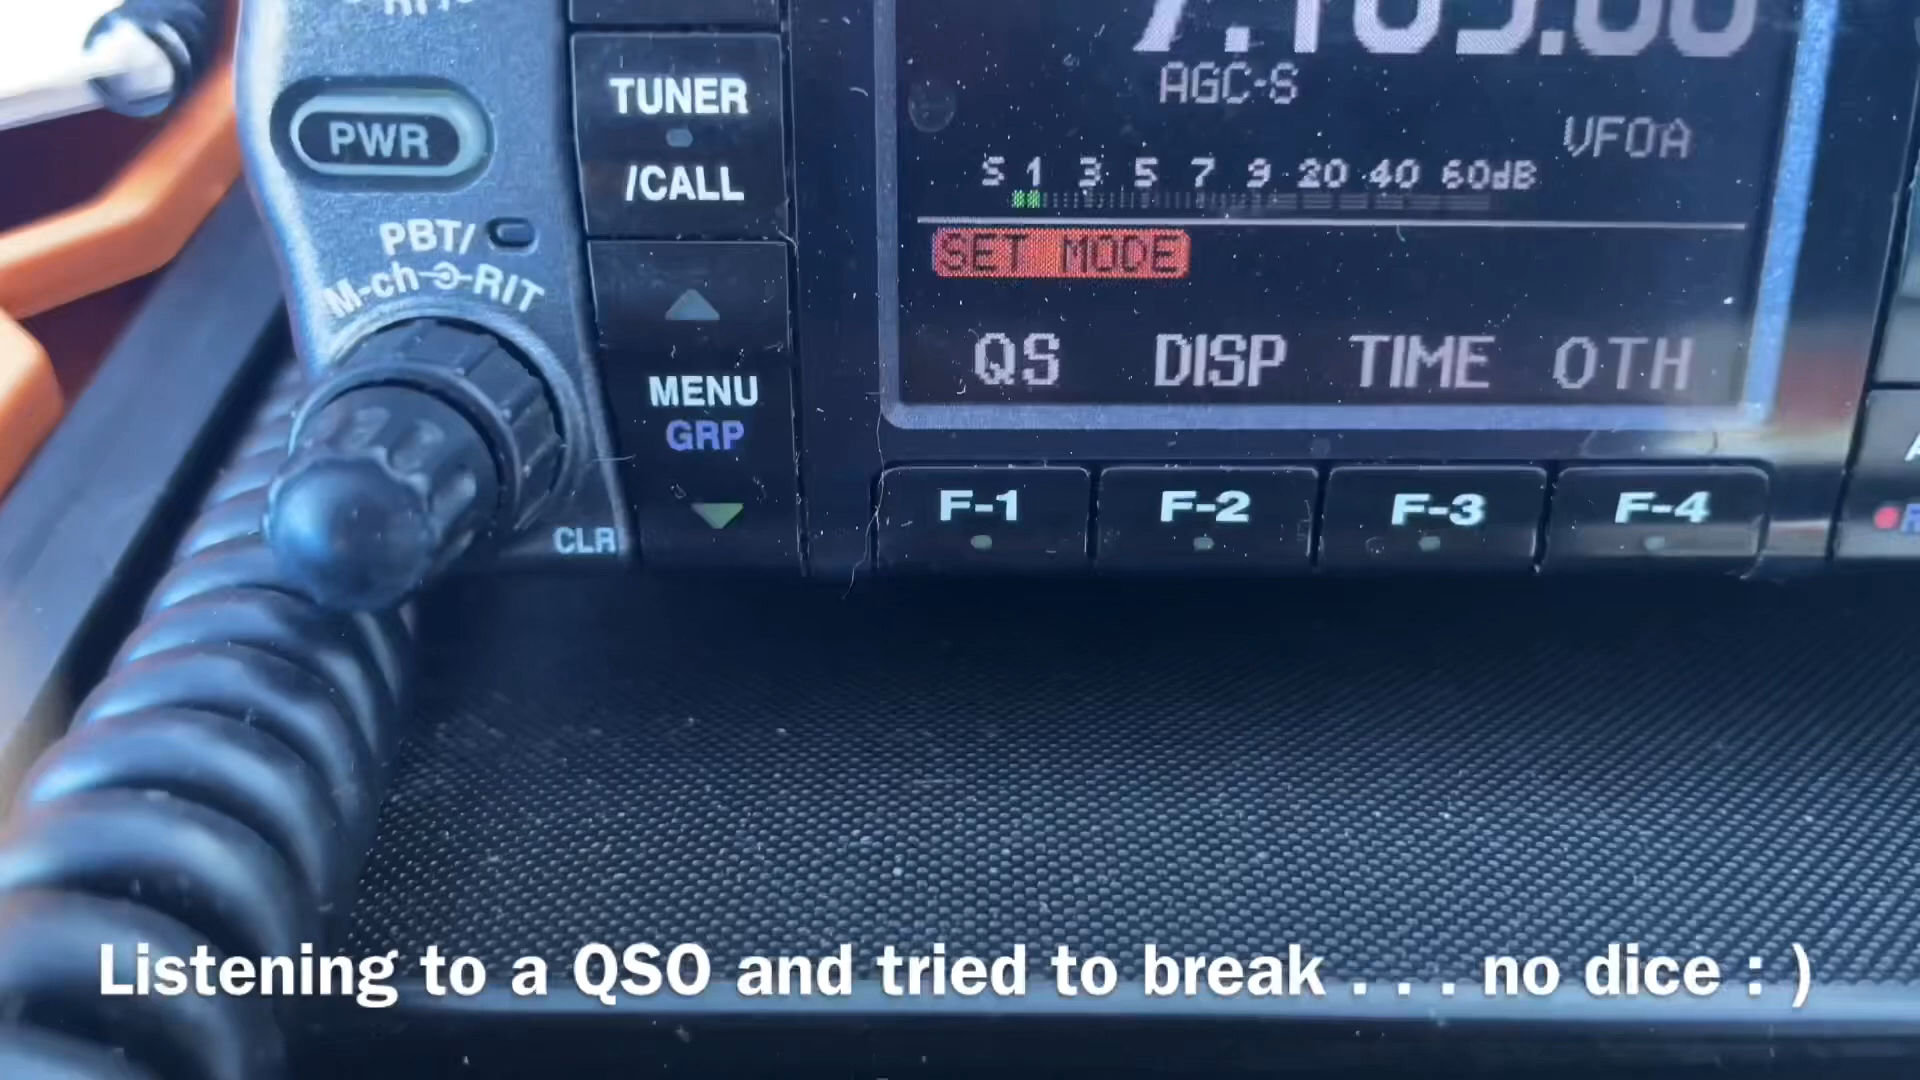 PWR
TUNER
/CALL
PBT/
M-ch RIT
MENU
GRP
CLR
AGC-S
VFOA
S 1 3 5 7 9 20 40 60dB
SET MODE
QS DISP TIME OTH
F-1 F-2 F-3 F-4
Listening to a QSO and tried to break . . . no dice : )